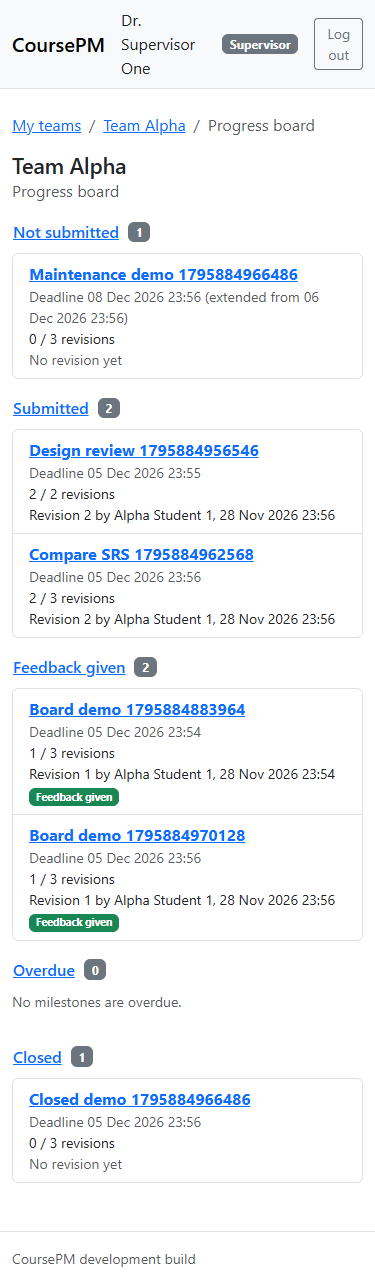 CoursePM
Dr.
Supervisor
One
Supervisor
Log
out
My teams / Team Alpha / Progress board
Team Alpha
Progress board
Not submitted 1
Maintenance demo 1795884966486
Deadline 08 Dec 2026 23:56 (extended from 06
Dec 2026 23:56)
0 / 3 revisions
No revision yet
Submitted 2
Design review 1795884956546
Deadline 05 Dec 2026 23:55
2 / 2 revisions
Revision 2 by Alpha Student 1, 28 Nov 2026 23:56
Compare SRS 1795884962568
Deadline 05 Dec 2026 23:56
2 / 3 revisions
Revision 2 by Alpha Student 1, 28 Nov 2026 23:56
Feedback given 2
Board demo 1795884883964
Deadline 05 Dec 2026 23:54
1 / 3 revisions
Revision 1 by Alpha Student 1, 28 Nov 2026 23:54
Feedback given
Board demo 1795884970128
Deadline 05 Dec 2026 23:56
1 / 3 revisions
Revision 1 by Alpha Student 1, 28 Nov 2026 23:56
Feedback given
Overdue 0
No milestones are overdue.
Closed 1
Closed demo 1795884966486
Deadline 05 Dec 2026 23:56
0 / 3 revisions
No revision yet
CoursePM development build